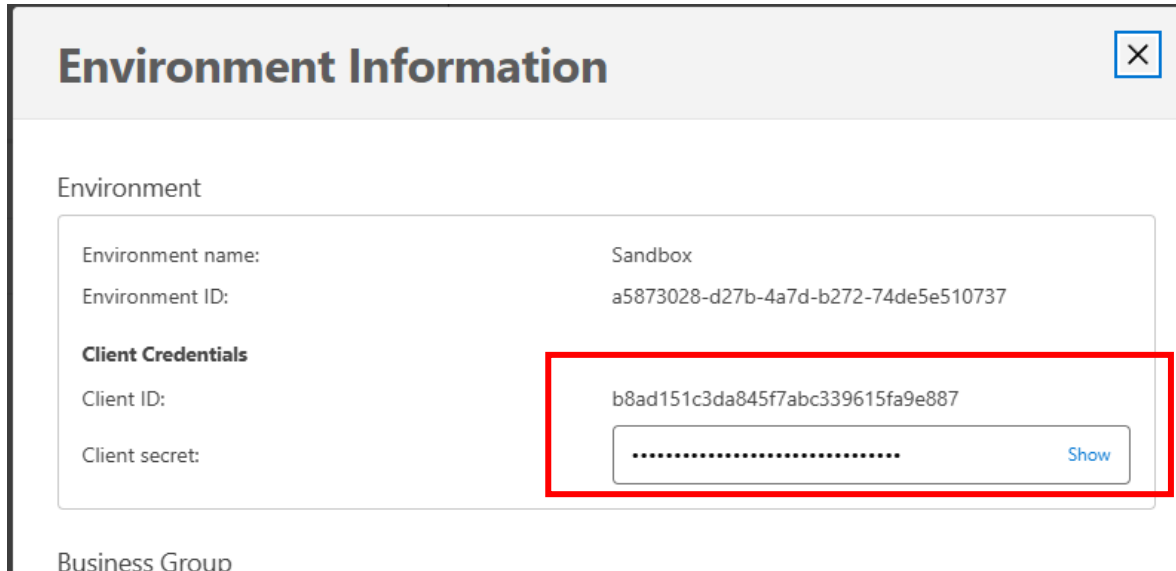 Environment Information
Environment
Environment name: Sandbox
Environment ID: a5873028-d27b-4a7d-b272-74de5e510737
Client Credentials
Client ID: b8ad151c3da845f7abc339615fa9e887
Client secret: •••••••••••••••••••••••••••••••• Show
Business Group